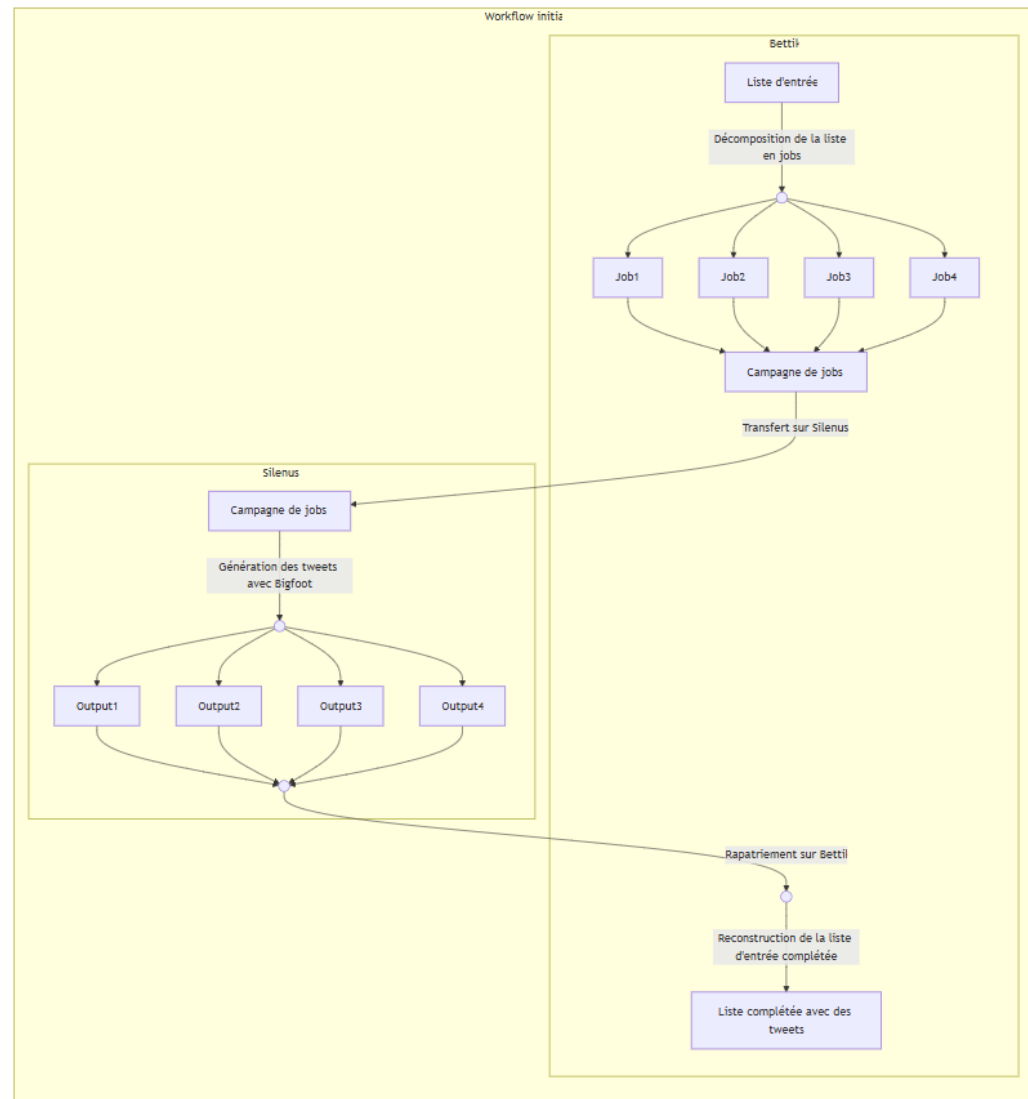 Workflow initia
Bettik
Liste d'entrée
Décomposition de la liste
en jobs
Job1
Job2
Job3
Job4
Campagne de jobs
Transfert sur Silenus
Silenus
Campagne de jobs
Génération des tweets
avec Bigfoot
Output1
Output2
Output3
Output4
Rapatriement sur Bettil
Reconstruction de la liste
d'entrée complétée
Liste complétée avec des
tweets